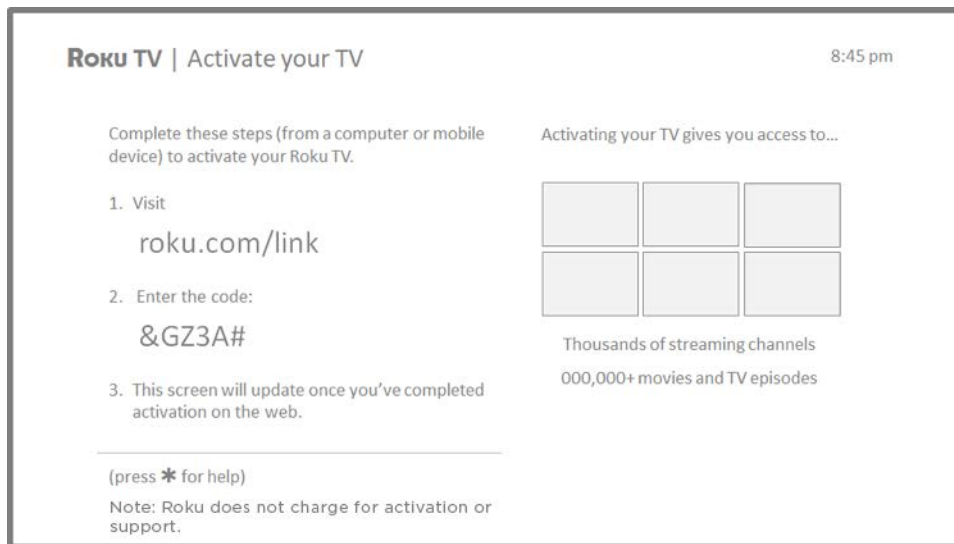 Roku TV | Activate your TV
8:45 pm
Complete these steps (from a computer or mobile
device) to activate your Roku TV.
1. Visit
roku.com/link
2. Enter the code:
&GZ3A#
3. This screen will update once you've completed
activation on the web.
(press * for help)
Note: Roku does not charge for activation or
support.
Activating your TV gives you access to...
Thousands of streaming channels
000,000+ movies and TV episodes